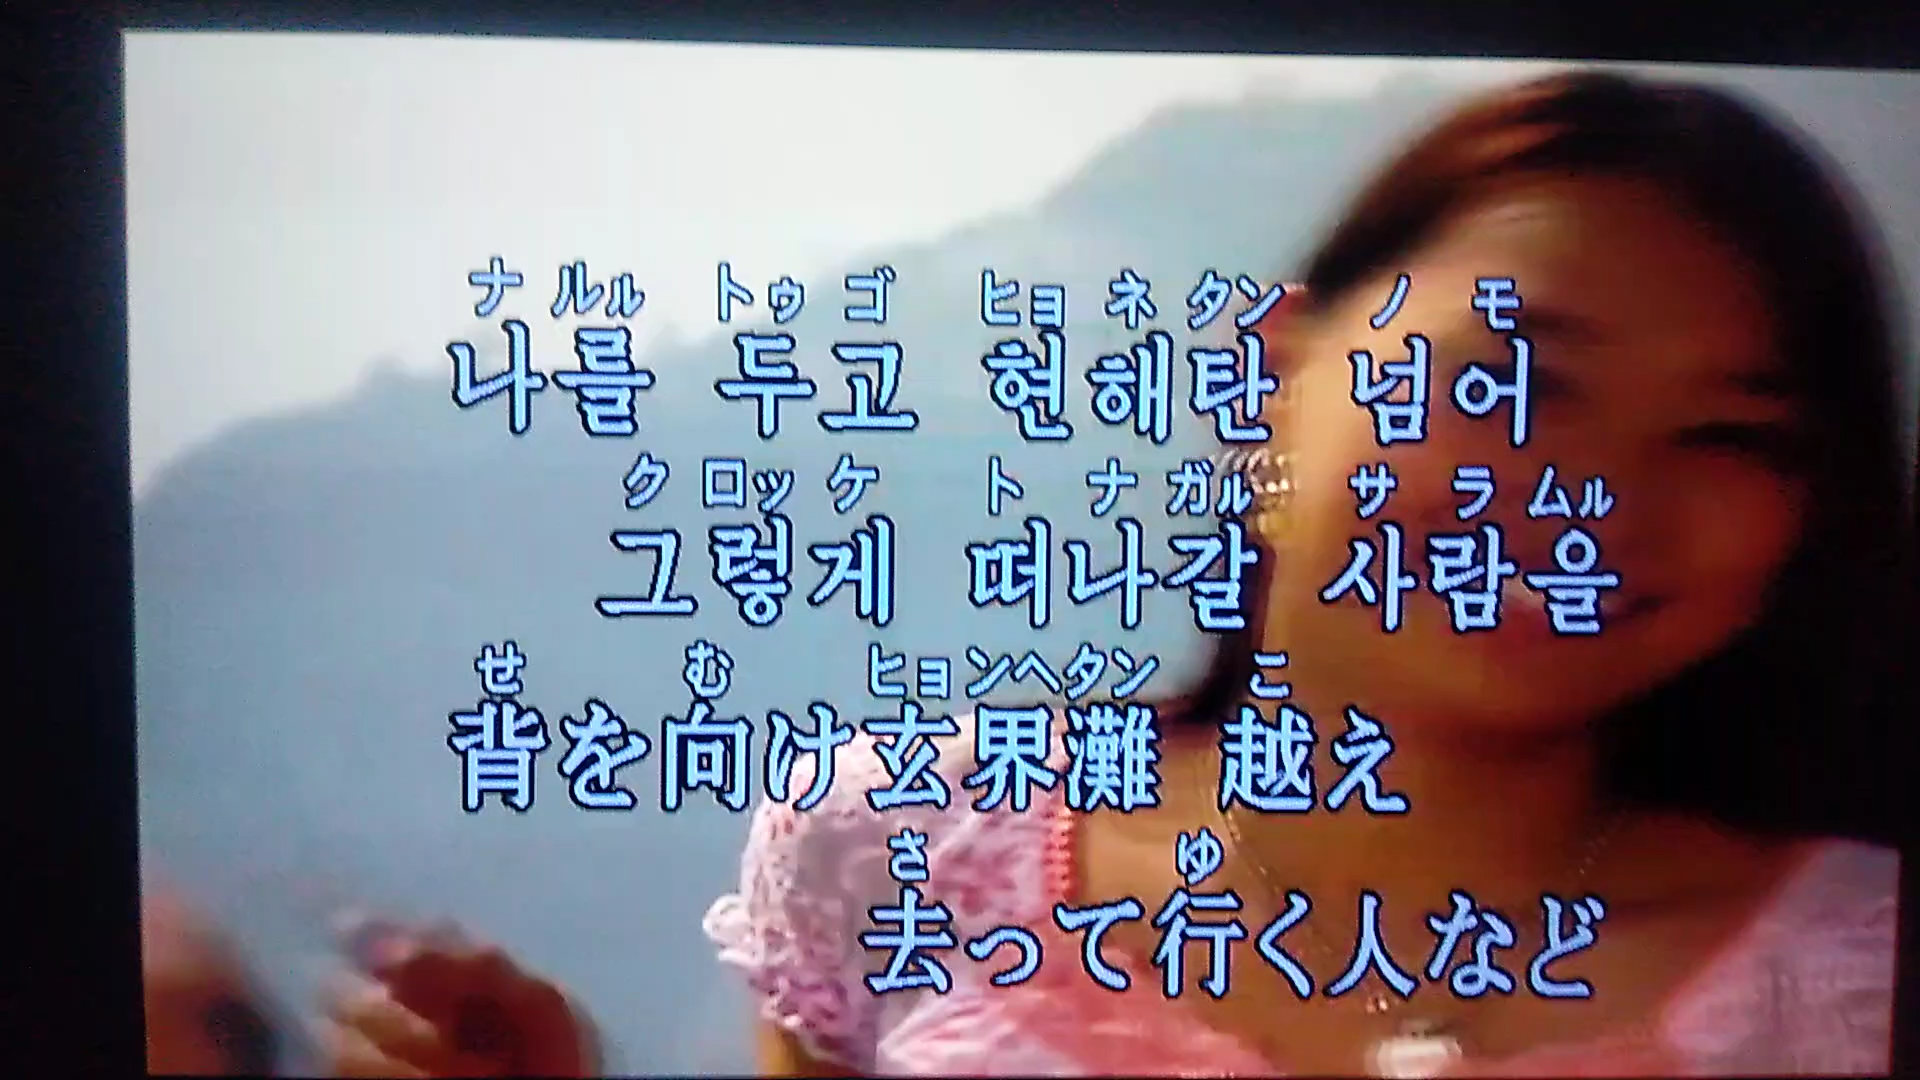 ナ ルル トゥ ゴ ヒョ ネ タン ノ モ
나를 두고 현해탄 넘어
ク ロッ ケ ト ナ ガル サ ラ ムル
그렇게 떠나갈 사람을
せ む ヒョンヘタン こ
背を向け玄界灘 越え
さ ゆ
去って行く人など